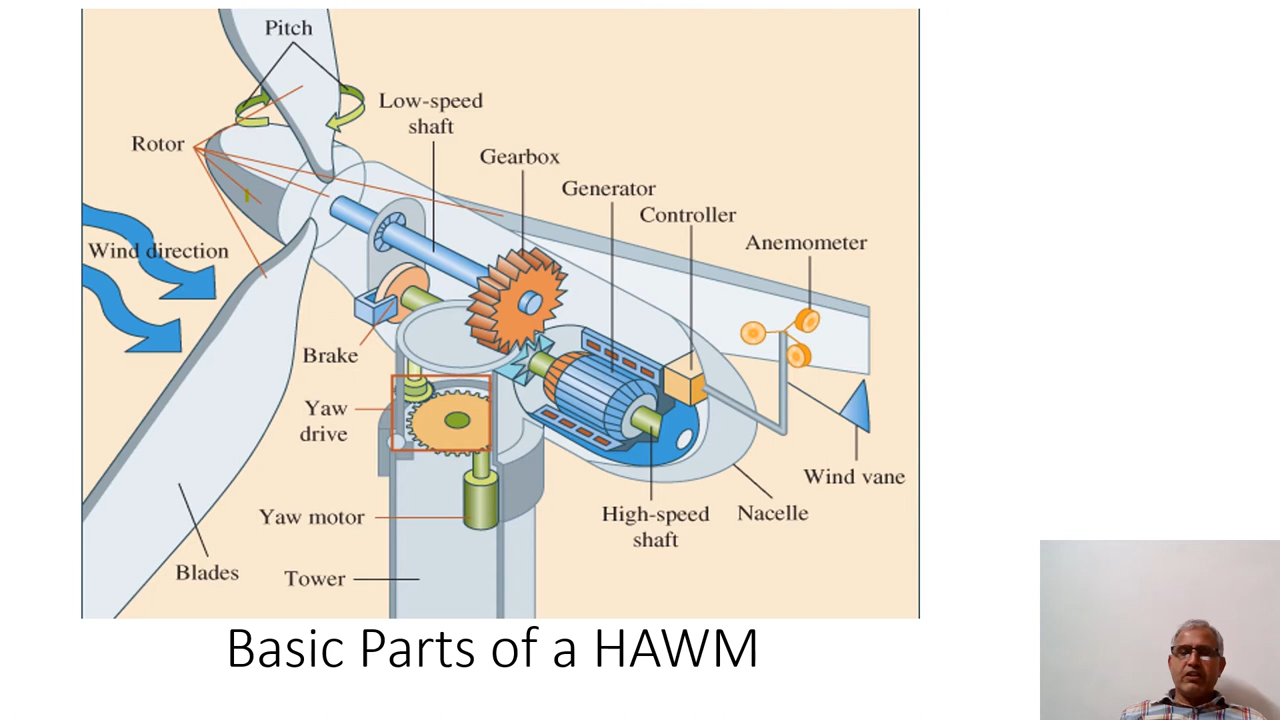 Pitch
Low-speed
shaft
Rotor
Gearbox
Generator
Controller
Anemometer
Wind direction
Brake
Yaw
drive
Wind vane
Yaw motor
High-speed
shaft
Nacelle
Blades
Tower
Basic Parts of a HAWM